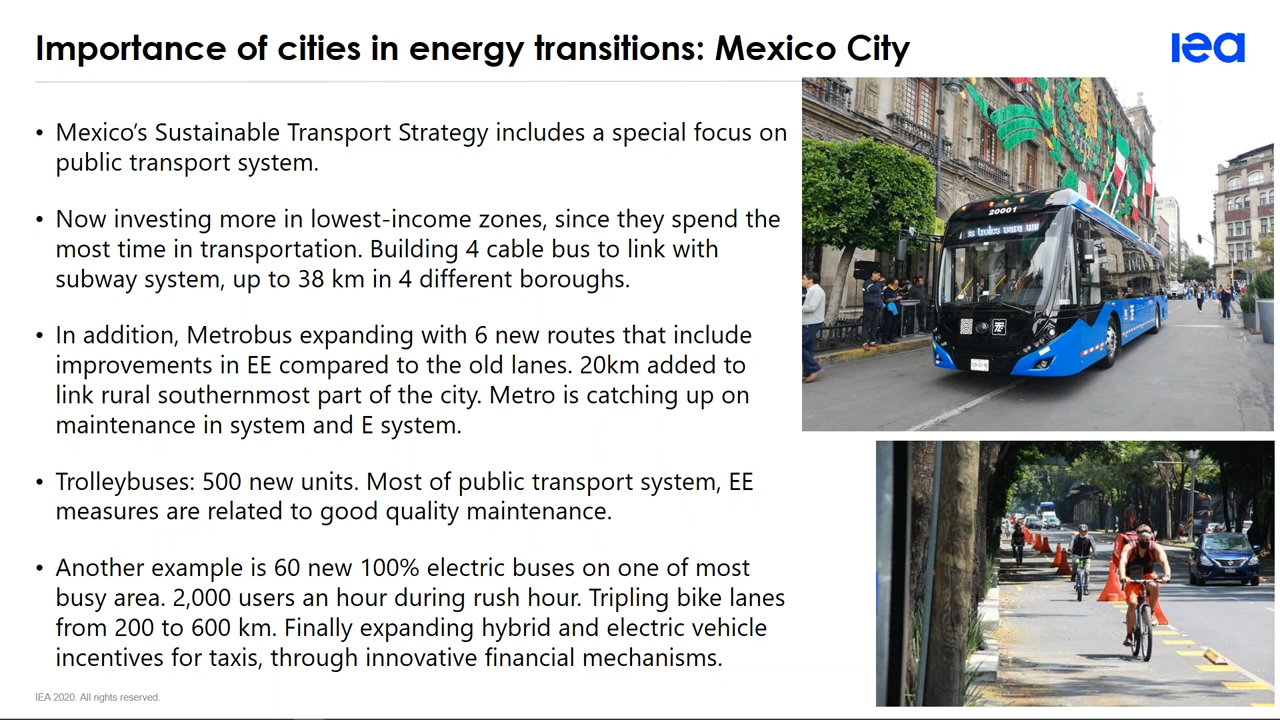 Importance of cities in energy transitions: Mexico City
iea
• Mexico’s Sustainable Transport Strategy includes a special focus on
public transport system.
• Now investing more in lowest-income zones, since they spend the
most time in transportation. Building 4 cable bus to link with
subway system, up to 38 km in 4 different boroughs.
• In addition, Metrobus expanding with 6 new routes that include
improvements in EE compared to the old lanes. 20km added to
link rural southernmost part of the city. Metro is catching up on
maintenance in system and E system.
• Trolleybuses: 500 new units. Most of public transport system, EE
measures are related to good quality maintenance.
• Another example is 60 new 100% electric buses on one of most
busy area. 2,000 users an hour during rush hour. Tripling bike lanes
from 200 to 600 km. Finally expanding hybrid and electric vehicle
incentives for taxis, through innovative financial mechanisms.
20001
IEA 2020. All rights reserved.